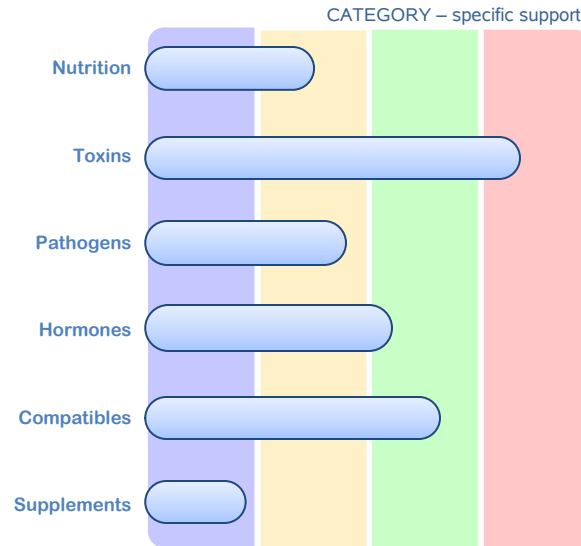 CATEGORY – specific support
Nutrition
Toxins
Pathogens
Hormones
Compatibles
Supplements